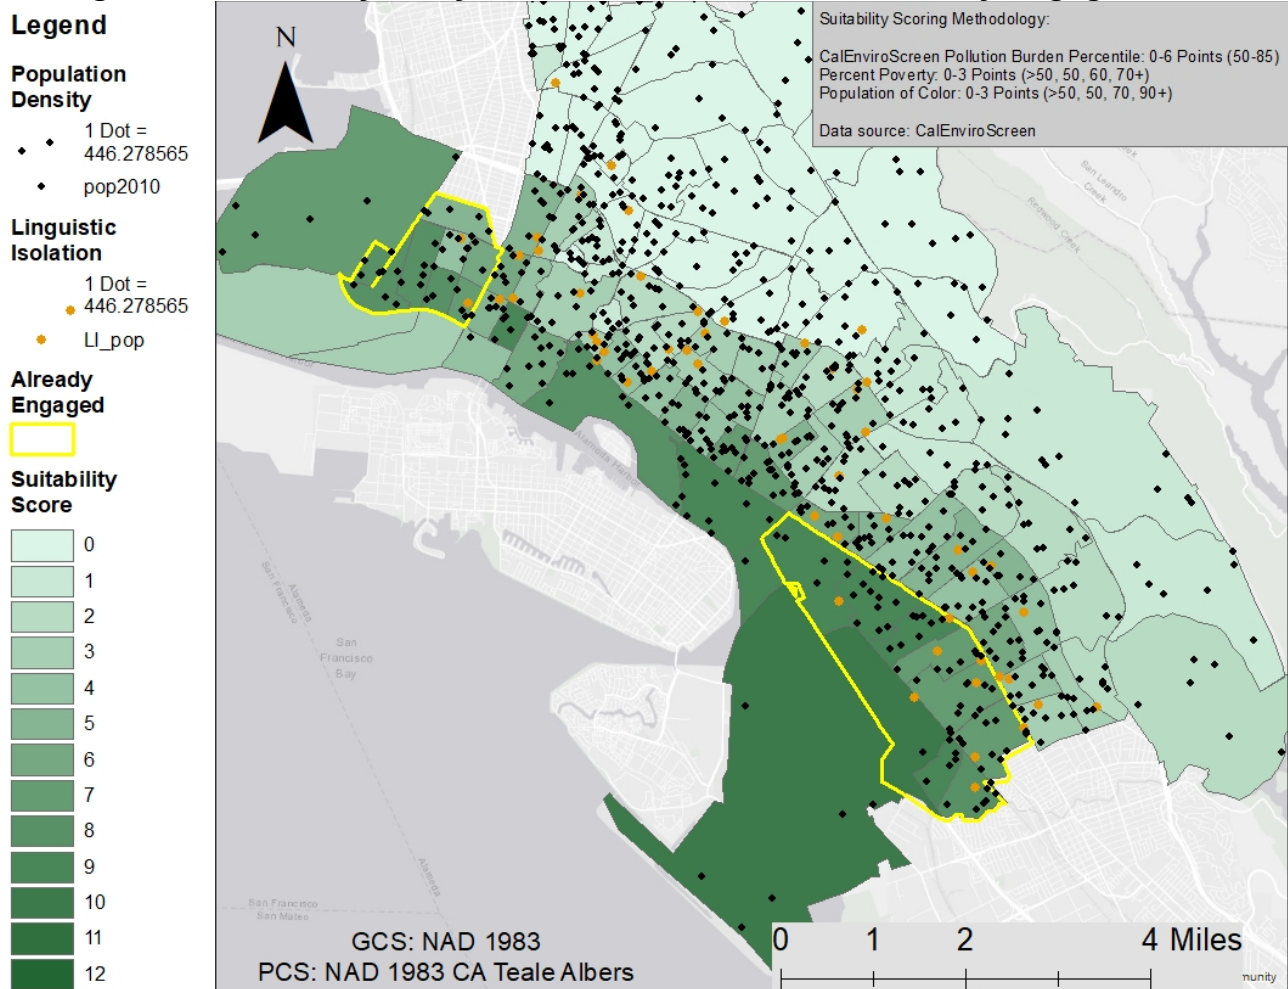 Legend
Population
Density
1 Dot =
446.278565
pop2010
Linguistic
Isolation
1 Dot =
446.278565
LI_pop
Already
Engaged
Suitability
Score
0
1
2
3
4
5
6
7
8
9
10
11
12
N
Suitability Scoring Methodology:
CalEnviroScreen Pollution Burden Percentile: 0-6 Points (50-85)
Percent Poverty: 0-3 Points (>50, 50, 60, 70+)
Population of Color: 0-3 Points (>50, 50, 70, 90+)
Data source: CalEnviroScreen
Creek
San Leandro
Creek
Redwood Creek
Alameda
San Francisco
Alameda
San
Francisco
Bay
Alameda
San Francisco
San Mateo
GCS: NAD 1983
PCS: NAD 1983 CA Teale Albers
0 1 2 4 Miles
munity